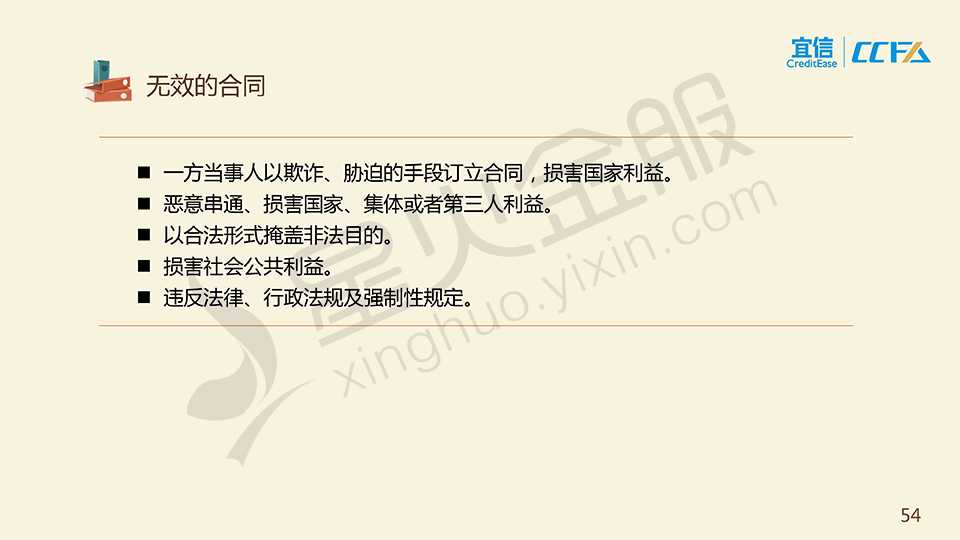 宜信
CreditEase
CCFA
无效的合同
■ 一方当事人以欺诈、胁迫的手段订立合同，损害国家利益。
■ 恶意串通、损害国家、集体或者第三人利益。
■ 以合法形式掩盖非法目的。
■ 损害社会公共利益。
■ 违反法律、行政法规及强制性规定。
星火金服
xinghuo.yixin.com
54